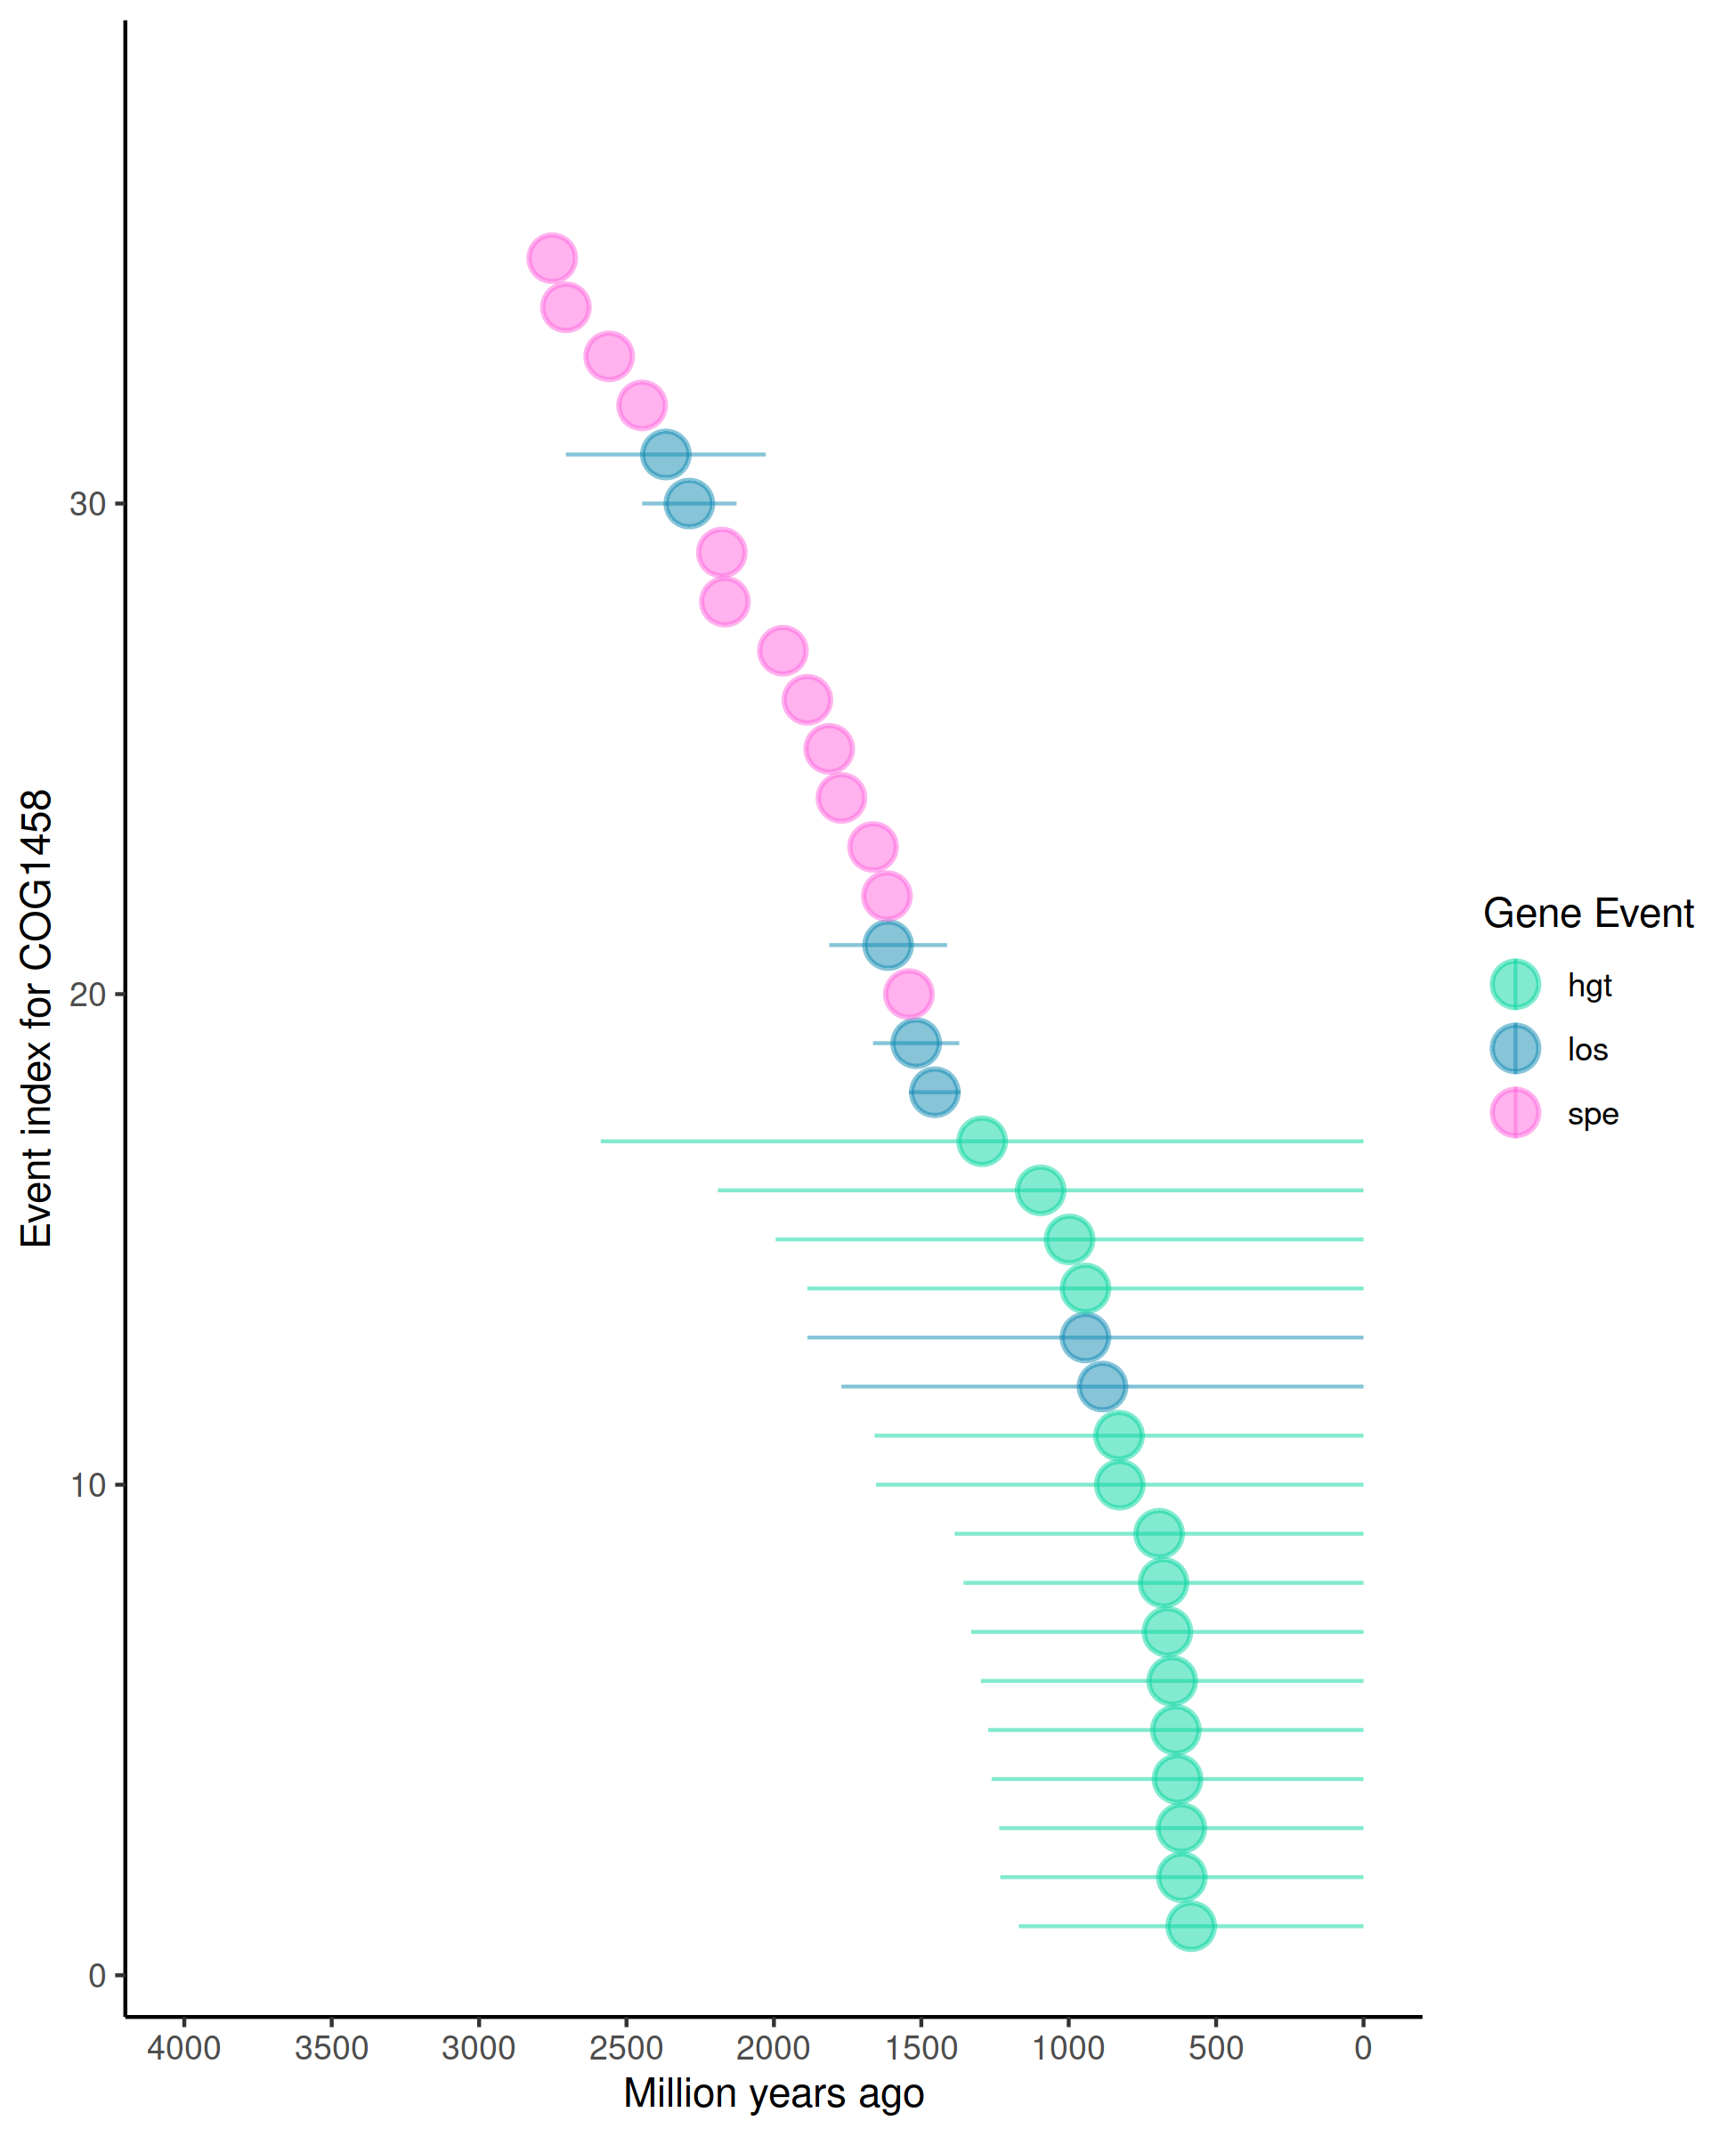 30
20
10
0
Event index for COG1458
4000 3500 3000 2500 2000 1500 1000 500 0
Million years ago
Gene Event
hgt
los
spe